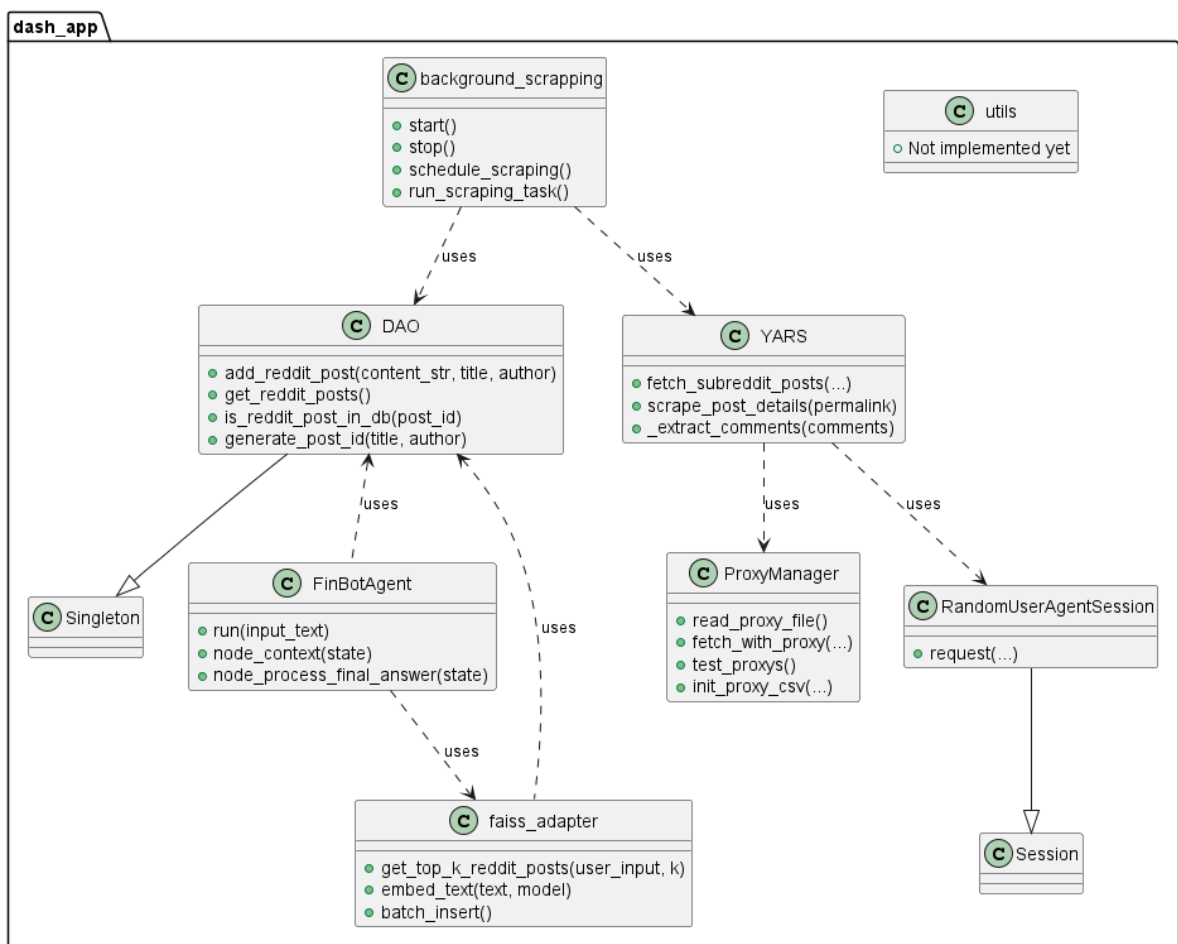 dash_app
C background_scrapping
start()
stop()
schedule_scraping()
run_scraping_task()
C utils
Not implemented yet
uses
uses
C DAO
add_reddit_post(content_str, title, author)
get_reddit_posts()
is_reddit_post_in_db(post_id)
generate_post_id(title, author)
C YARS
fetch_subreddit_posts(...)
scrape_post_details(permalink)
_extract_comments(comments)
uses
uses
uses
C Singleton
C FinBotAgent
run(input_text)
node_context(state)
node_process_final_answer(state)
uses
C ProxyManager
read_proxy_file()
fetch_with_proxy(...)
test_proxys()
init_proxy_csv(...)
C RandomUserAgentSession
request(...)
uses
C faiss_adapter
get_top_k_reddit_posts(user_input, k)
embed_text(text, model)
batch_insert()
C Session